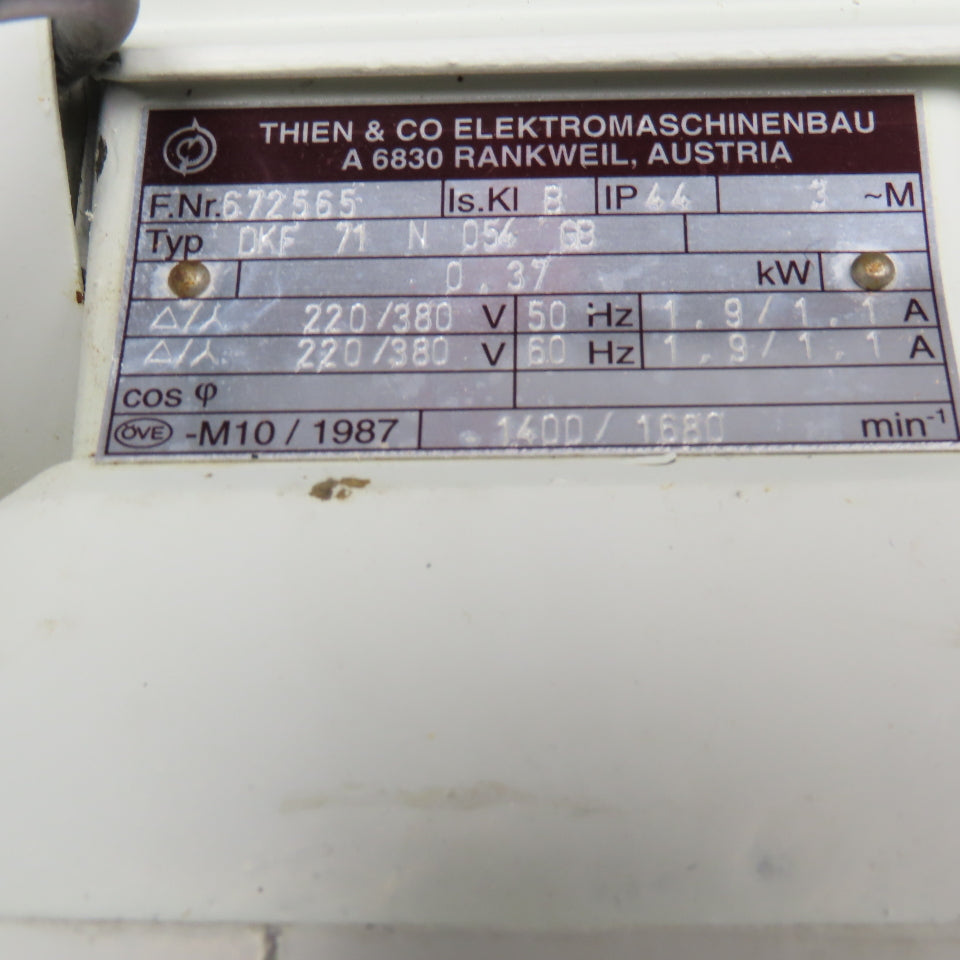 THIEN & CO ELEKTROMASCHINENBAU
A 6830 RANKWEIL, AUSTRIA
F.Nr. 672565 Is.Kl B IP 44 3 ~M
Typ DKF 71 N 054 GB
0.37 kW
△/⅄ 220/380 V 50 Hz 1.9/1.1 A
△/⅄ 220/380 V 60 Hz 1.9/1.1 A
cos φ
ÖVE -M10 / 1987 1400/1680 min⁻¹